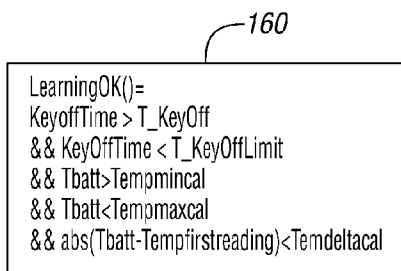 160
LearningOK()=
KeyoffTime > T_KeyOff
&& KeyOffTime < T_KeyOffLimit
&& Tbatt>Tempmincal
&& Tbatt<Tempmaxcal
&& abs(Tbatt-Tempfirstreading)<Temdeltacal